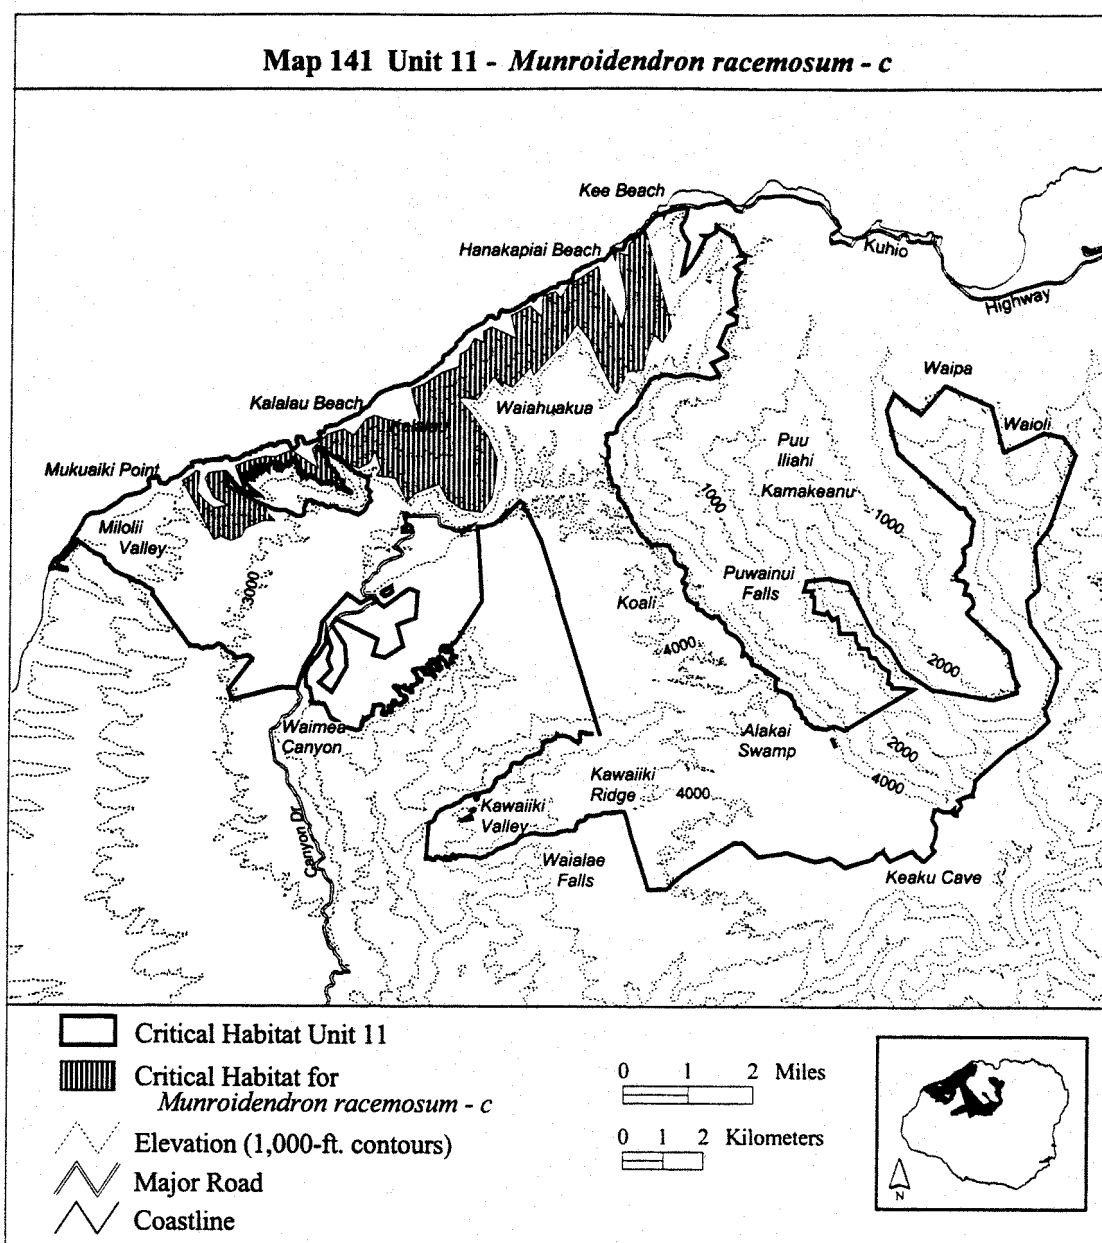 Map 141 Unit 11 - Munroidendron racemosum - c
Kee Beach
Hanakapiai Beach
Kuhio
Highway
Waipa
Kalalau Beach
Waiahuakua
Waioli
Kalalau
Puu
Iliahi
Mukuaiki Point
Kamakeanu
1000
1000
Milolii
Valley
3000
Puwainui
Falls
Koali
4000
2000
Waimea
Canyon
Alakai
Swamp
2000
4000
Kawaiiki
Ridge
4000
Kawaiiki
Valley
Canyon Dr
Waialae
Falls
Keaku Cave
Critical Habitat Unit 11
Critical Habitat for
Munroidendron racemosum - c
Elevation (1,000-ft. contours)
Major Road
Coastline
0 1 2 Miles
0 1 2 Kilometers
N